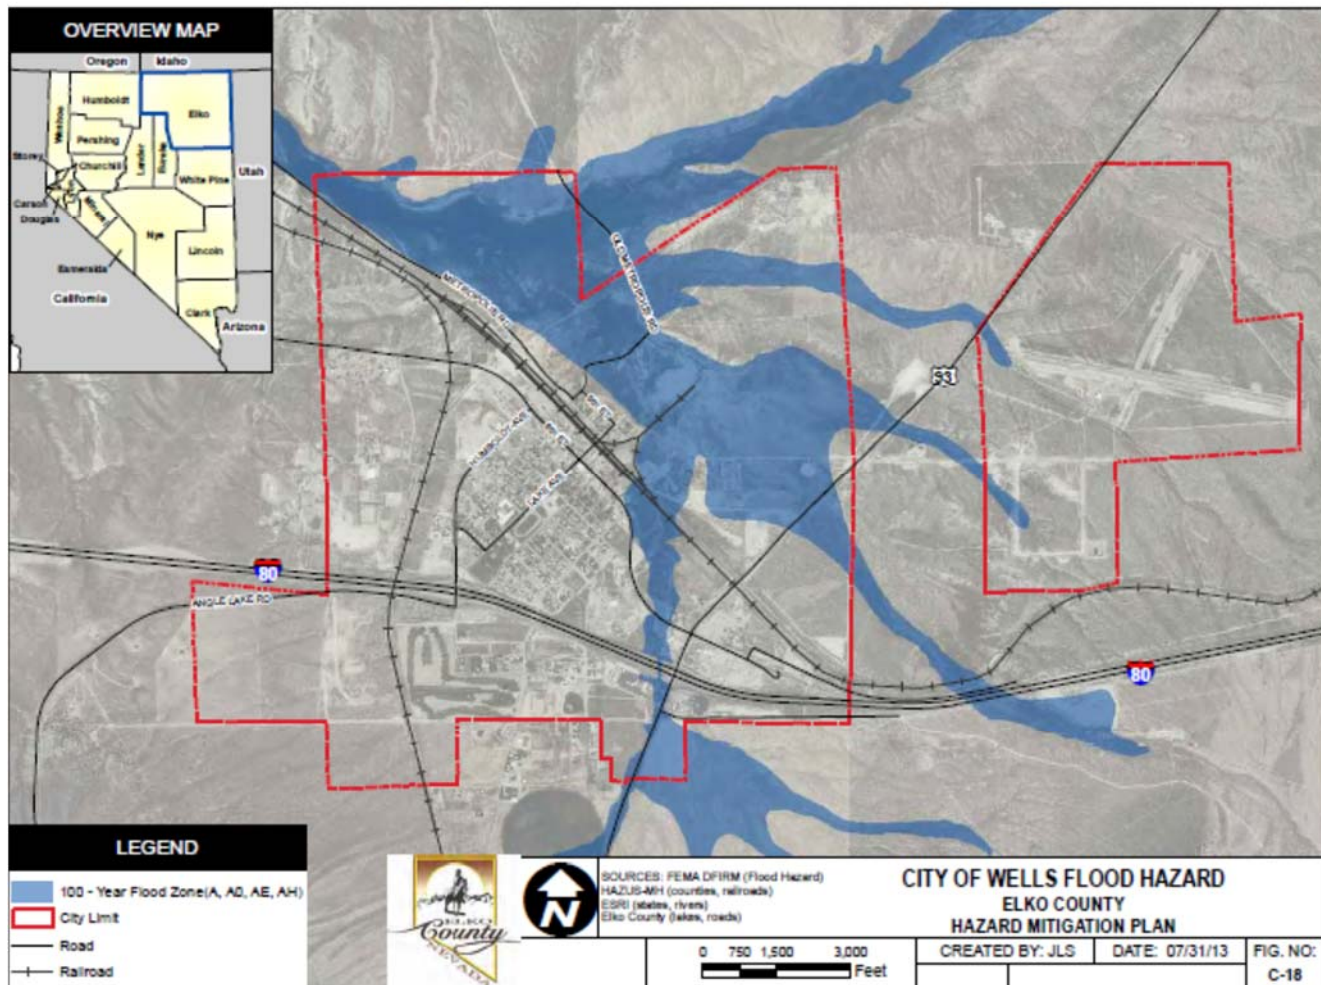 OVERVIEW MAP
Oregon Idaho
Humboldt
Elko
Washoe
Pershing
Storey
Churchill
Lander
Eureka
White Pine
Utah
Carson
Douglas
Mineral
Nye
Lincoln
Esmeralda
California
Clark
Arizona
OLD METROPOLIS RD
93
HUMBOLDT AVE
LAKE AVE
80
ANGLE LAKE RD
80
LEGEND
100 - Year Flood Zone(A, A0, AE, AH)
City Limit
Road
Railroad
ELKO
County
NEVADA
N
SOURCES: FEMA DFIRM (Flood Hazard)
HAZUS-MH (counties, railroads)
ESRI (states, rivers)
Elko County (lakes, roads)
CITY OF WELLS FLOOD HAZARD
ELKO COUNTY
HAZARD MITIGATION PLAN
0 750 1,500 3,000
Feet
CREATED BY: JLS
DATE: 07/31/13
FIG. NO:
C-18